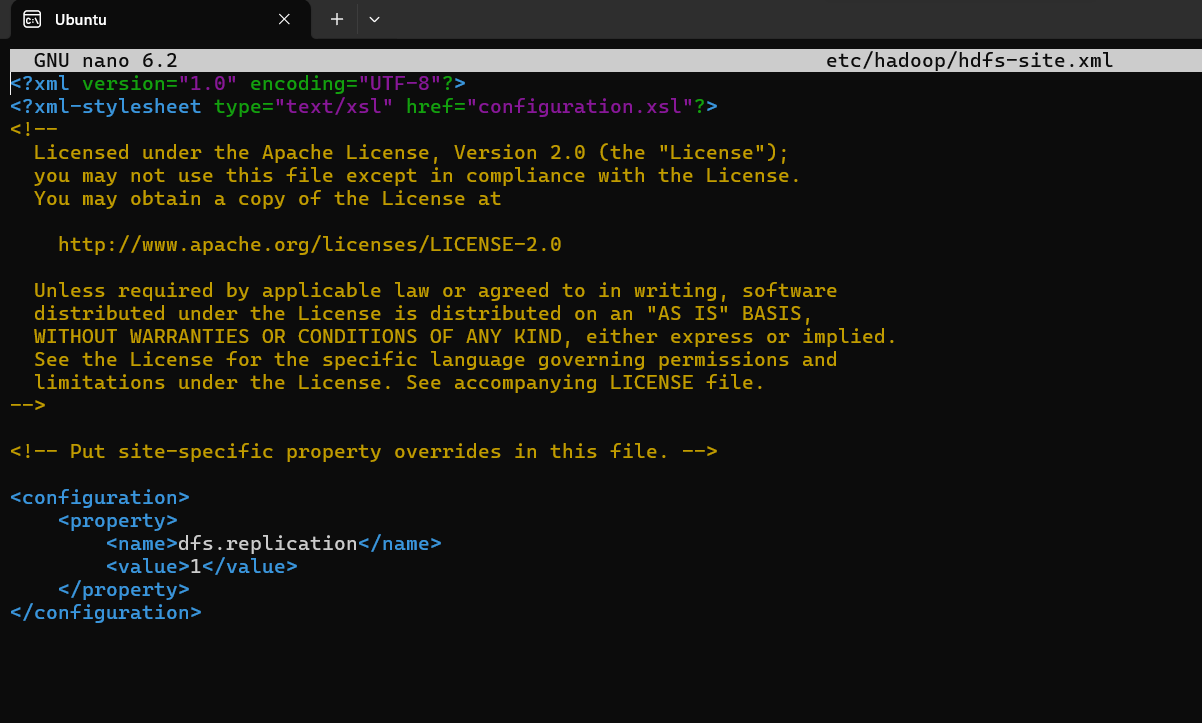 Ubuntu
GNU nano 6.2 etc/hadoop/hdfs-site.xml
<?xml version="1.0" encoding="UTF-8"?>
<?xml-stylesheet type="text/xsl" href="configuration.xsl"?>
<!--
  Licensed under the Apache License, Version 2.0 (the "License");
  you may not use this file except in compliance with the License.
  You may obtain a copy of the License at

    http://www.apache.org/licenses/LICENSE-2.0

  Unless required by applicable law or agreed to in writing, software
  distributed under the License is distributed on an "AS IS" BASIS,
  WITHOUT WARRANTIES OR CONDITIONS OF ANY KIND, either express or implied.
  See the License for the specific language governing permissions and
  limitations under the License. See accompanying LICENSE file.
-->

<!-- Put site-specific property overrides in this file. -->

<configuration>
    <property>
        <name>dfs.replication</name>
        <value>1</value>
    </property>
</configuration>